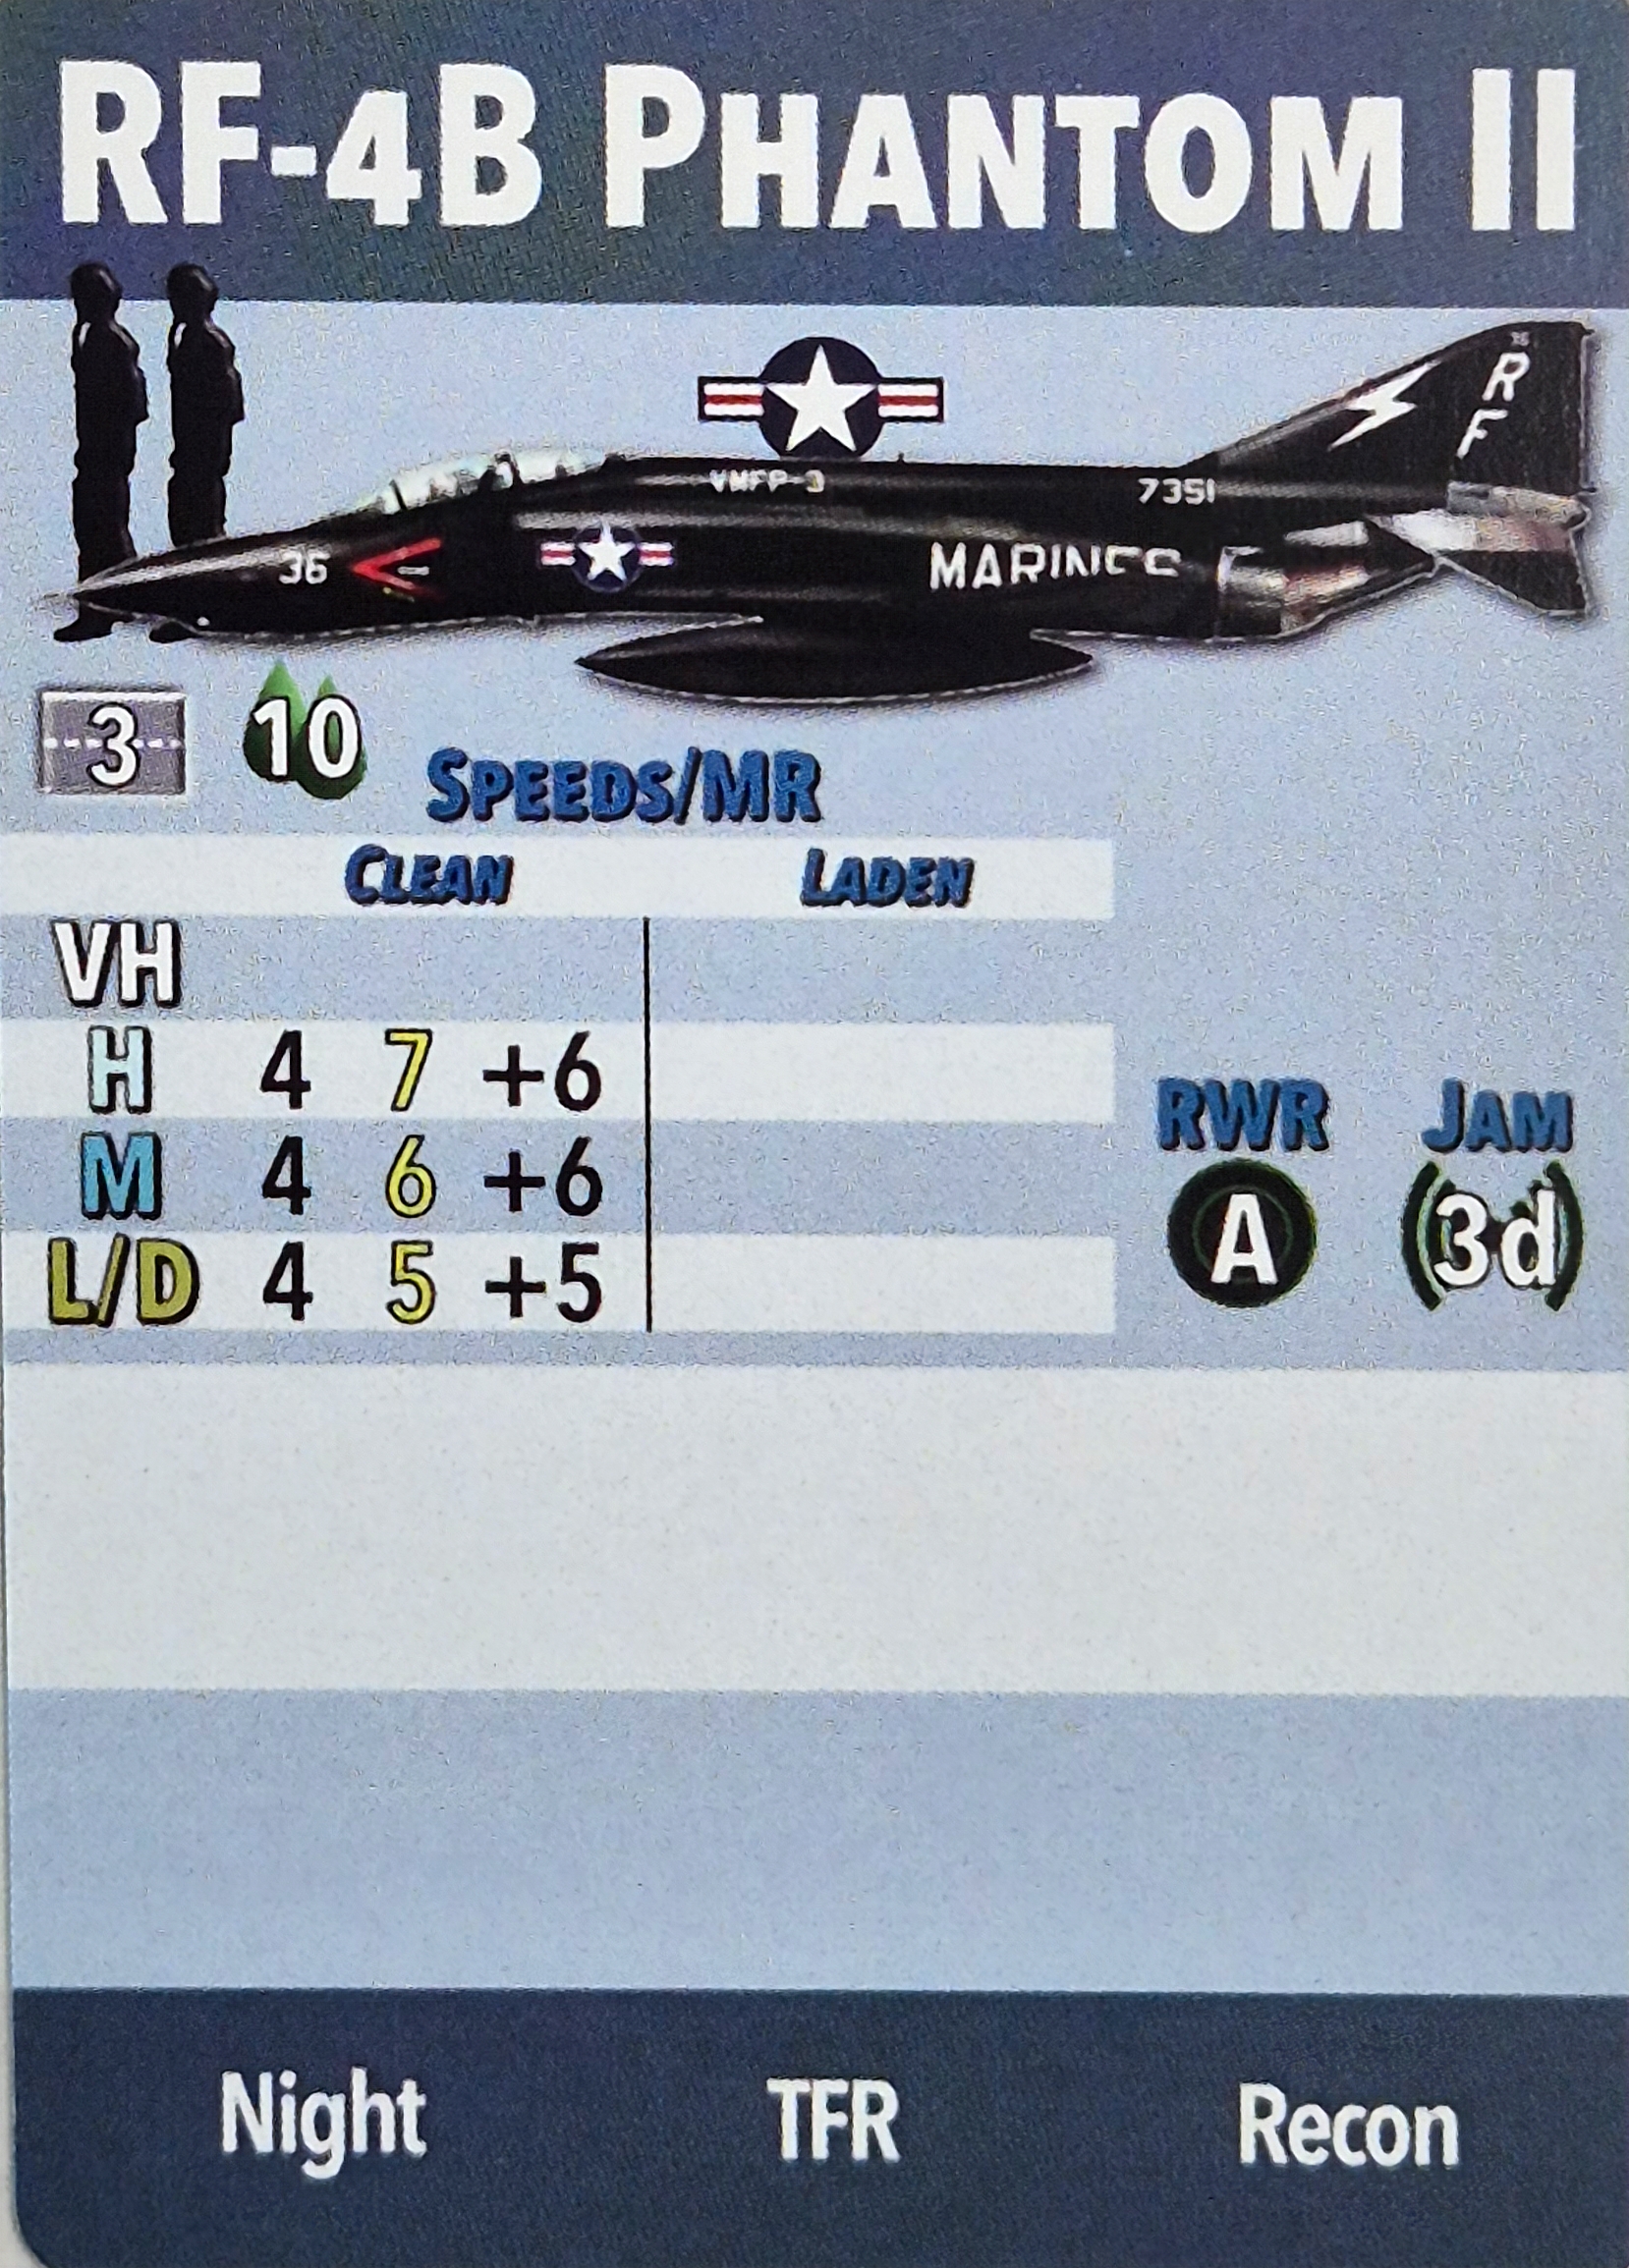 RF-4B PHANTOM II
R
F
VMFP-3
7351
36
MARINES
3
10
SPEEDS/MR
CLEAN LADEN
VH
H 4 7 +6
M 4 6 +6
L/D 4 5 +5
RWR JAM
A (3d)
Night TFR Recon